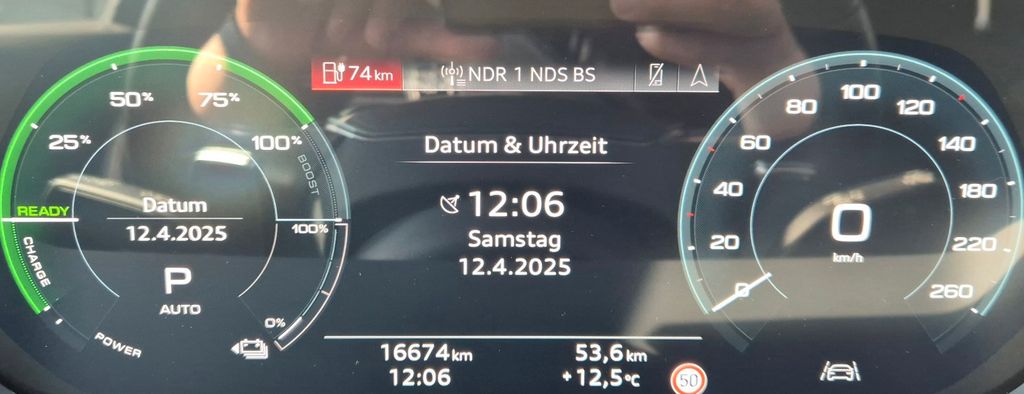 74 km
NDR 1 NDS BS
25%
50%
75%
100%
BOOST
READY
CHARGE
POWER
Datum
12.4.2025
P
AUTO
100%
0%
Datum & Uhrzeit
12:06
Samstag
12.4.2025
16674 km
53,6 km
12:06
+12,5°C
50
0
20
40
60
80
100
120
140
180
220
260
0
km/h